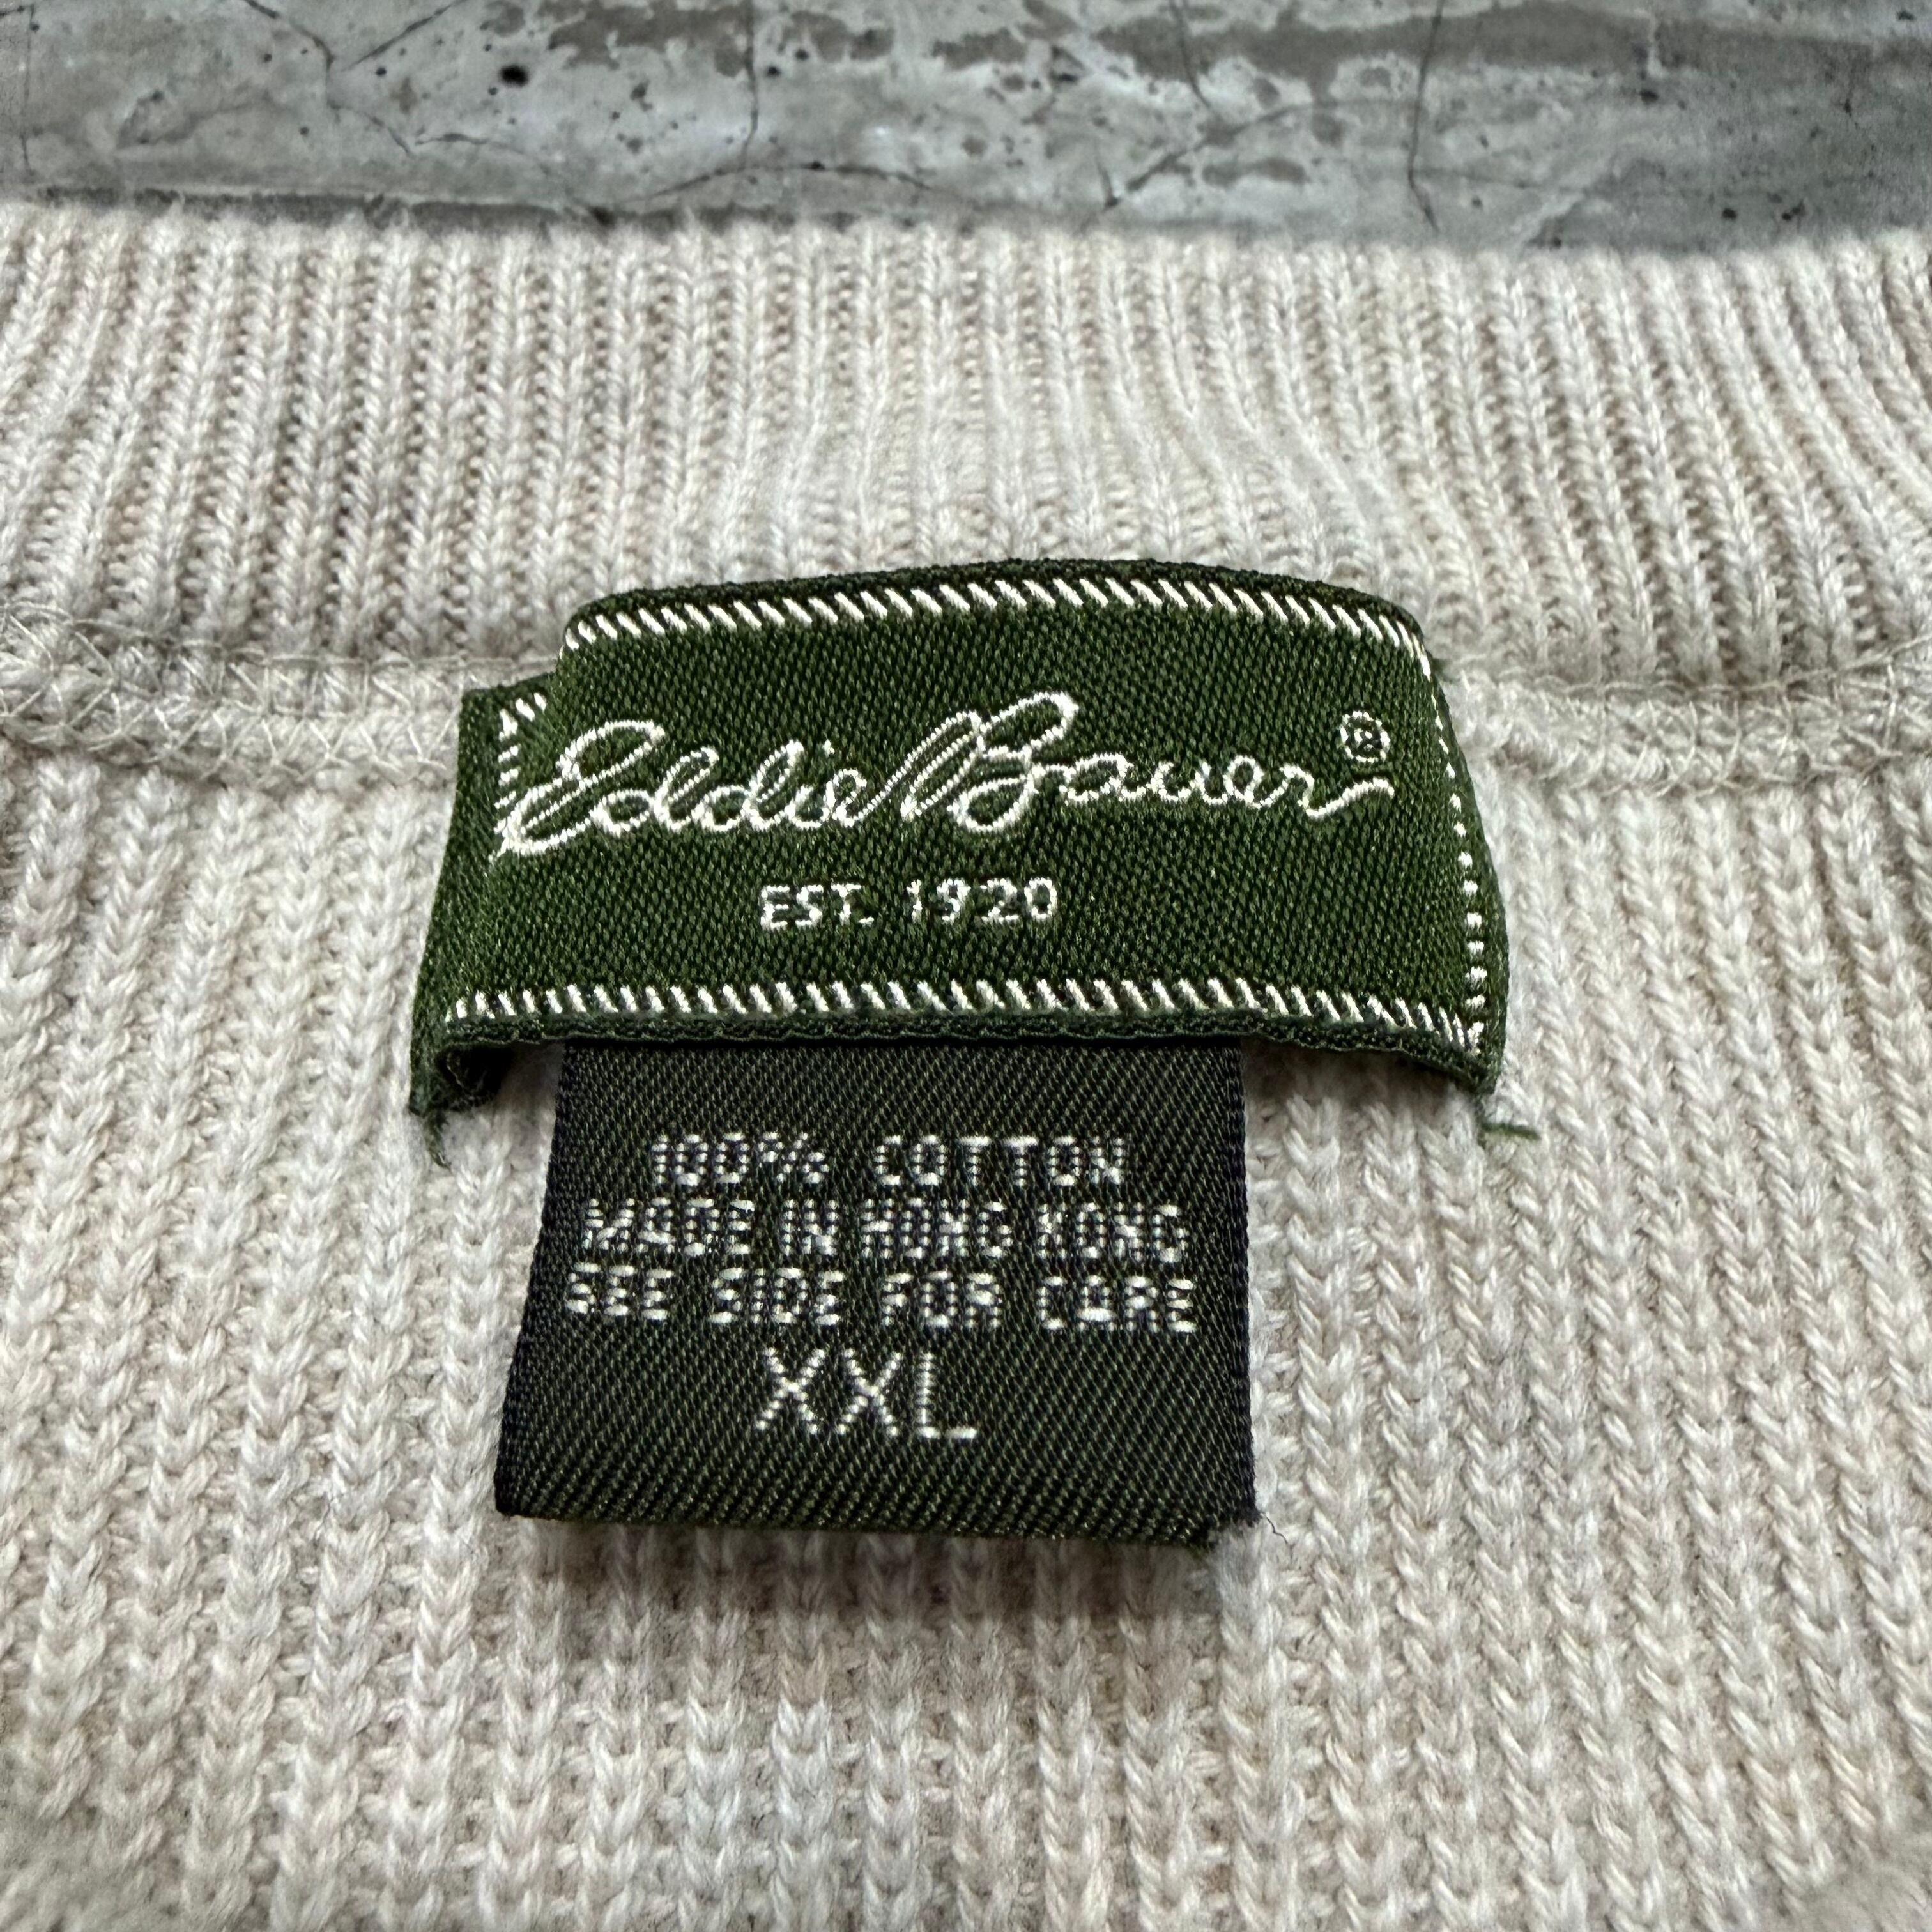 Eddie Bauer®
EST. 1920
100% COTTON
MADE IN HONG KONG
SEE SIDE FOR CARE
XXL